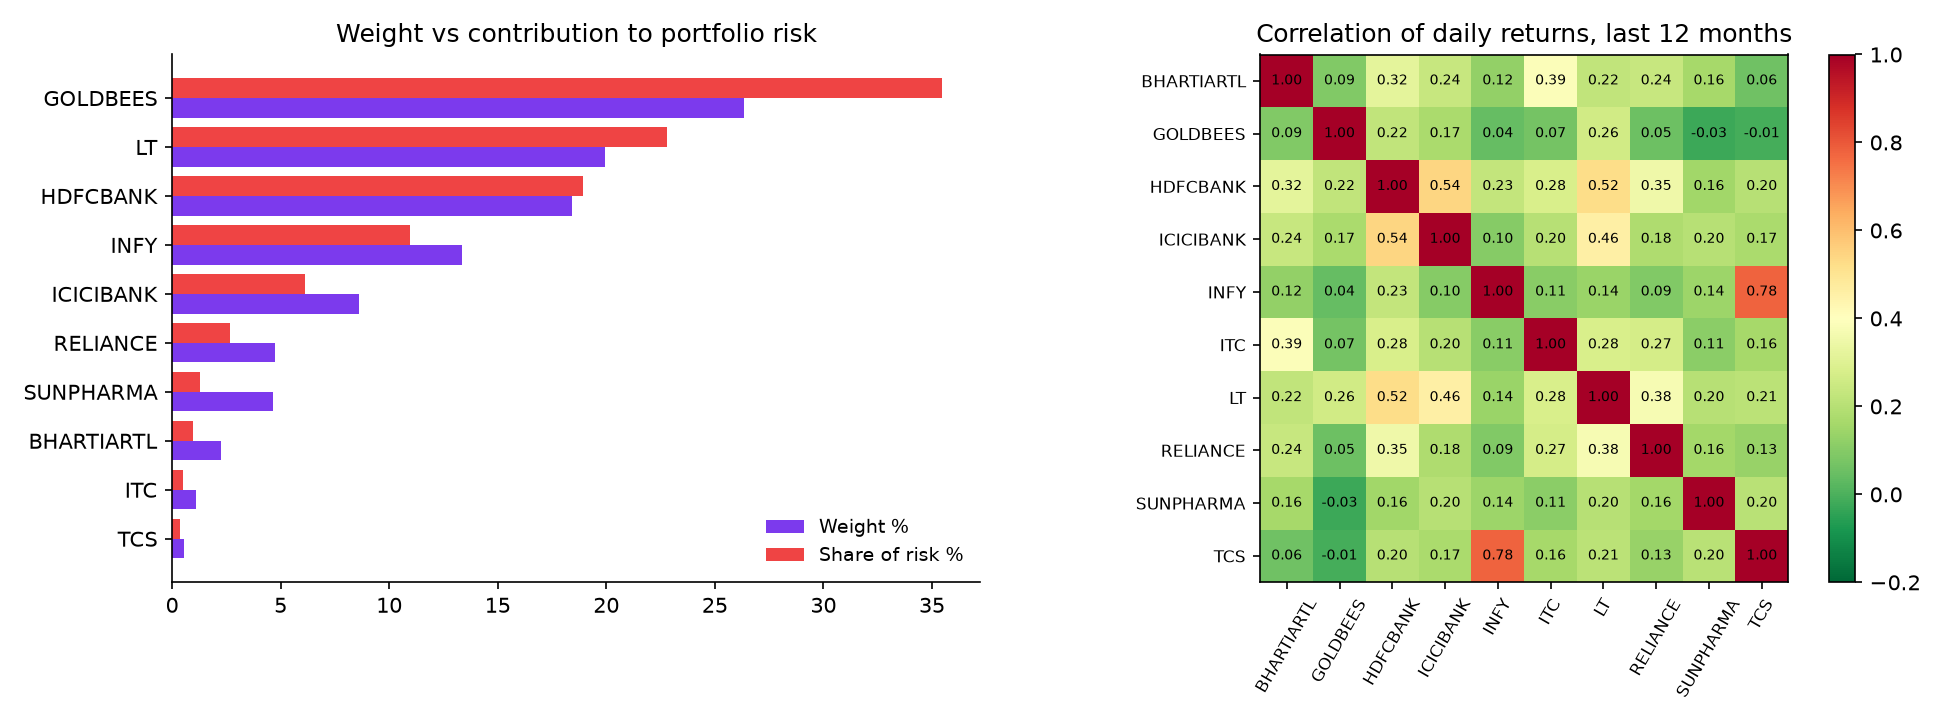 Weight vs contribution to portfolio risk
GOLDBEES
LT
HDFCBANK
INFY
ICICIBANK
RELIANCE
SUNPHARMA
BHARTIARTL
ITC
TCS
Weight %
Share of risk %
0 5 10 15 20 25 30 35
Correlation of daily returns, last 12 months
BHARTIARTL 1.00 0.09 0.32 0.24 0.12 0.39 0.22 0.24 0.16 0.06
GOLDBEES 0.09 1.00 0.22 0.17 0.04 0.07 0.26 0.05 -0.03 -0.01
HDFCBANK 0.32 0.22 1.00 0.54 0.23 0.28 0.52 0.35 0.16 0.20
ICICIBANK 0.24 0.17 0.54 1.00 0.10 0.20 0.46 0.18 0.20 0.17
INFY 0.12 0.04 0.23 0.10 1.00 0.11 0.14 0.09 0.14 0.78
ITC 0.39 0.07 0.28 0.20 0.11 1.00 0.28 0.27 0.11 0.16
LT 0.22 0.26 0.52 0.46 0.14 0.28 1.00 0.38 0.20 0.21
RELIANCE 0.24 0.05 0.35 0.18 0.09 0.27 0.38 1.00 0.16 0.13
SUNPHARMA 0.16 -0.03 0.16 0.20 0.14 0.11 0.20 0.16 1.00 0.20
TCS 0.06 -0.01 0.20 0.17 0.78 0.16 0.21 0.13 0.20 1.00
BHARTIARTL GOLDBEES HDFCBANK ICICIBANK INFY ITC LT RELIANCE SUNPHARMA TCS
1.0
0.8
0.6
0.4
0.2
0.0
−0.2